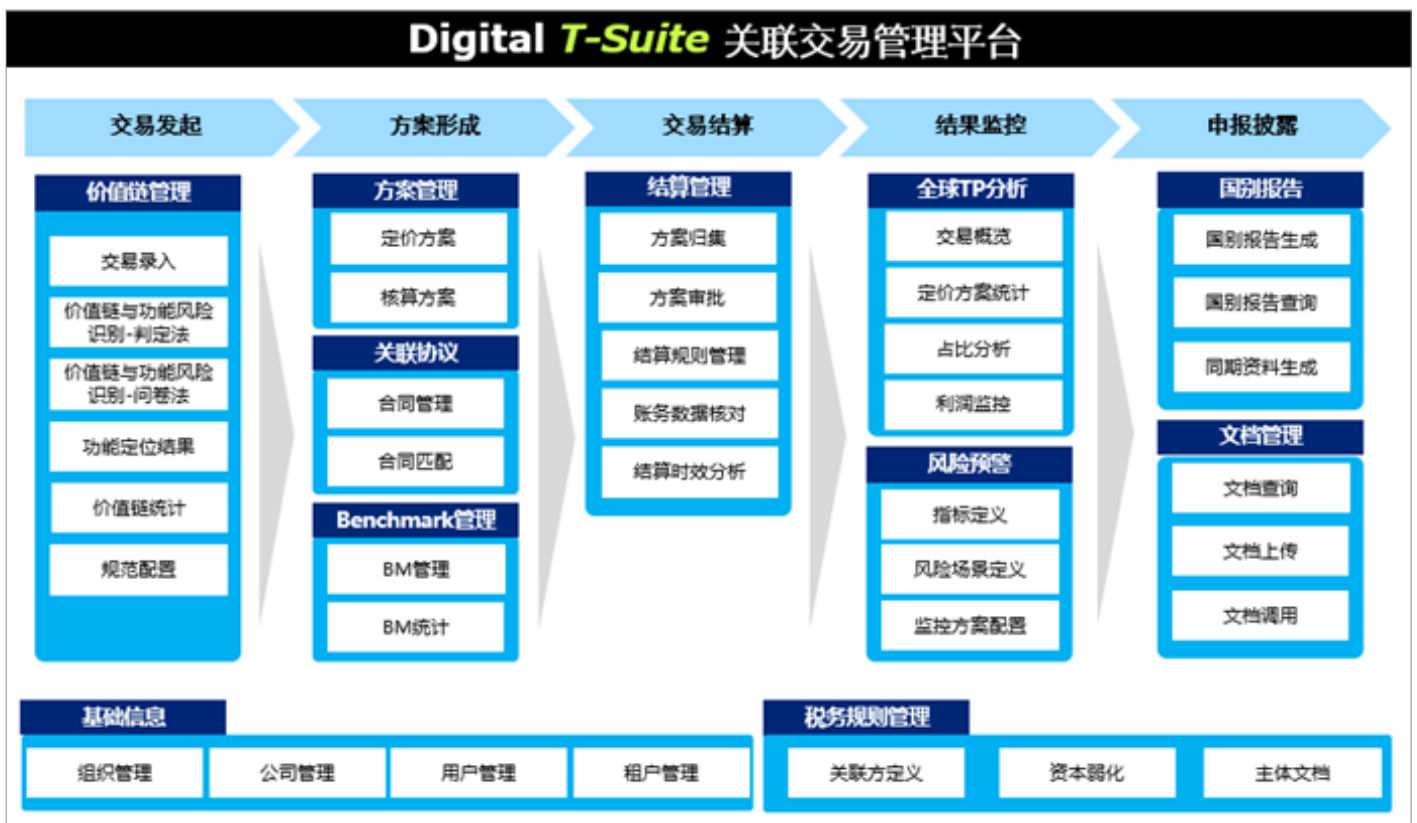 Digital T-Suite 关联交易管理平台
交易发起
方案形成
交易结算
结果监控
申报披露
价值链管理
交易录入
价值链与功能风险
识别-判定法
价值链与功能风险
识别-问卷法
功能定位结果
价值链统计
规范配置
方案管理
定价方案
核算方案
关联协议
合同管理
合同匹配
Benchmark管理
BM管理
BM统计
结算管理
方案归集
方案审批
结算规则管理
账务数据核对
结算时效分析
全球TP分析
交易概览
定价方案统计
占比分析
利润监控
风险预警
指标定义
风险场景定义
监控方案配置
国别报告
国别报告生成
国别报告查询
同期资料生成
文档管理
文档查询
文档上传
文档调用
基础信息
组织管理
公司管理
用户管理
租户管理
税务规则管理
关联方定义
资本弱化
主体文档